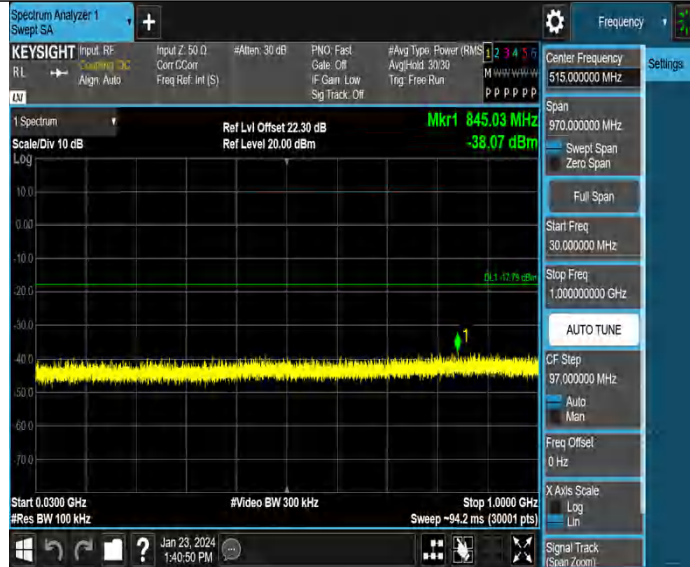 Spectrum Analyzer 1
Swept SA
+
Frequency
KEYSIGHT
RL
Input: RF
Coupling: DC
Align: Auto
Input Z: 50 Ω
Corr CCorr
Freq Ref: Int (S)
#Atten: 30 dB
PNO: Fast
Gate: Off
IF Gain: Low
Sig Track: Off
#Avg Type: Power (RMS
Avg|Hold: 30/30
Trig: Free Run
1 2 3 4 5 6
M W W W W W
P P P P P P
Center Frequency
515.000000 MHz
Settings
LXI
1 Spectrum
Scale/Div 10 dB
Log
Ref Lvl Offset 22.30 dB
Ref Level 20.00 dBm
Mkr1 845.03 MHz
-38.07 dBm
Span
970.000000 MHz
Swept Span
Zero Span
Full Span
Start Freq
30.000000 MHz
Stop Freq
1.000000000 GHz
AUTO TUNE
CF Step
97.000000 MHz
Auto
Man
Freq Offset
0 Hz
X Axis Scale
Log
Lin
Signal Track
(Span Zoom)
10.0
0.00
-10.0
-20.0
-30.0
-40.0
-50.0
-60.0
-70.0
DL1 -17.79 dBm
1
Start 0.0300 GHz
#Res BW 100 kHz
#Video BW 300 kHz
Stop 1.0000 GHz
Sweep ~94.2 ms (30001 pts)
?
Jan 23, 2024
1:40:50 PM